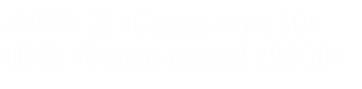 스마트 폰 (Galaxy note 10)
HMD (Oculus quest2 128GB)